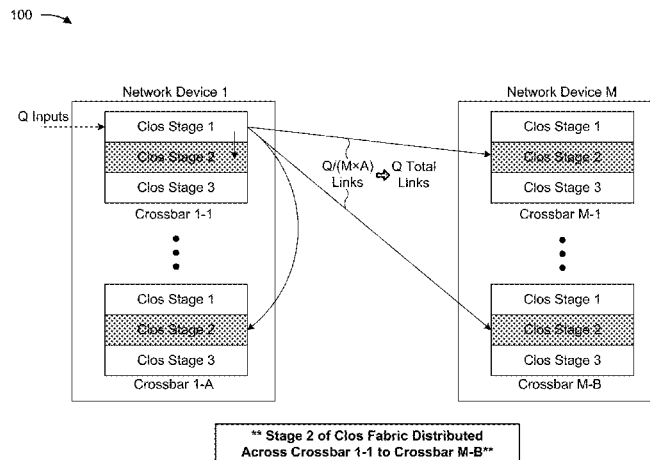 100
Network Device 1
Network Device M
Q Inputs
Clos Stage 1
Clos Stage 2
Clos Stage 3
Crossbar 1-1
Clos Stage 1
Clos Stage 2
Clos Stage 3
Crossbar 1-A
Q/(M×A)
Links
Q Total
Links
Clos Stage 1
Clos Stage 2
Clos Stage 3
Crossbar M-1
Clos Stage 1
Clos Stage 2
Clos Stage 3
Crossbar M-B
** Stage 2 of Clos Fabric Distributed
Across Crossbar 1-1 to Crossbar M-B**